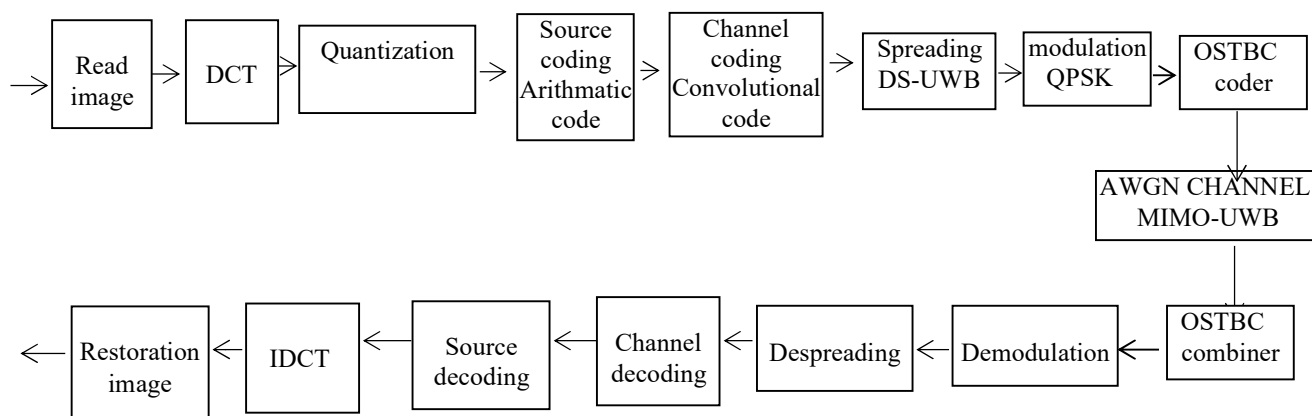 Read
image
DCT
Quantization
Source
coding
Arithmatic
code
Channel
coding
Convolutional
code
Spreading
DS-UWB
modulation
QPSK
OSTBC
coder
AWGN CHANNEL
MIMO-UWB
Restoration
image
IDCT
Source
decoding
Channel
decoding
Despreading
Demodulation
OSTBC
combiner